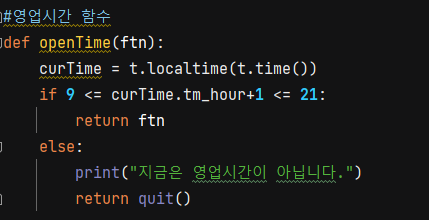 #영업시간 함수
def openTime(ftn):
    curTime = t.localtime(t.time())
    if 9 <= curTime.tm_hour+1 <= 21:
        return ftn
    else:
        print("지금은 영업시간이 아닙니다.")
        return quit()